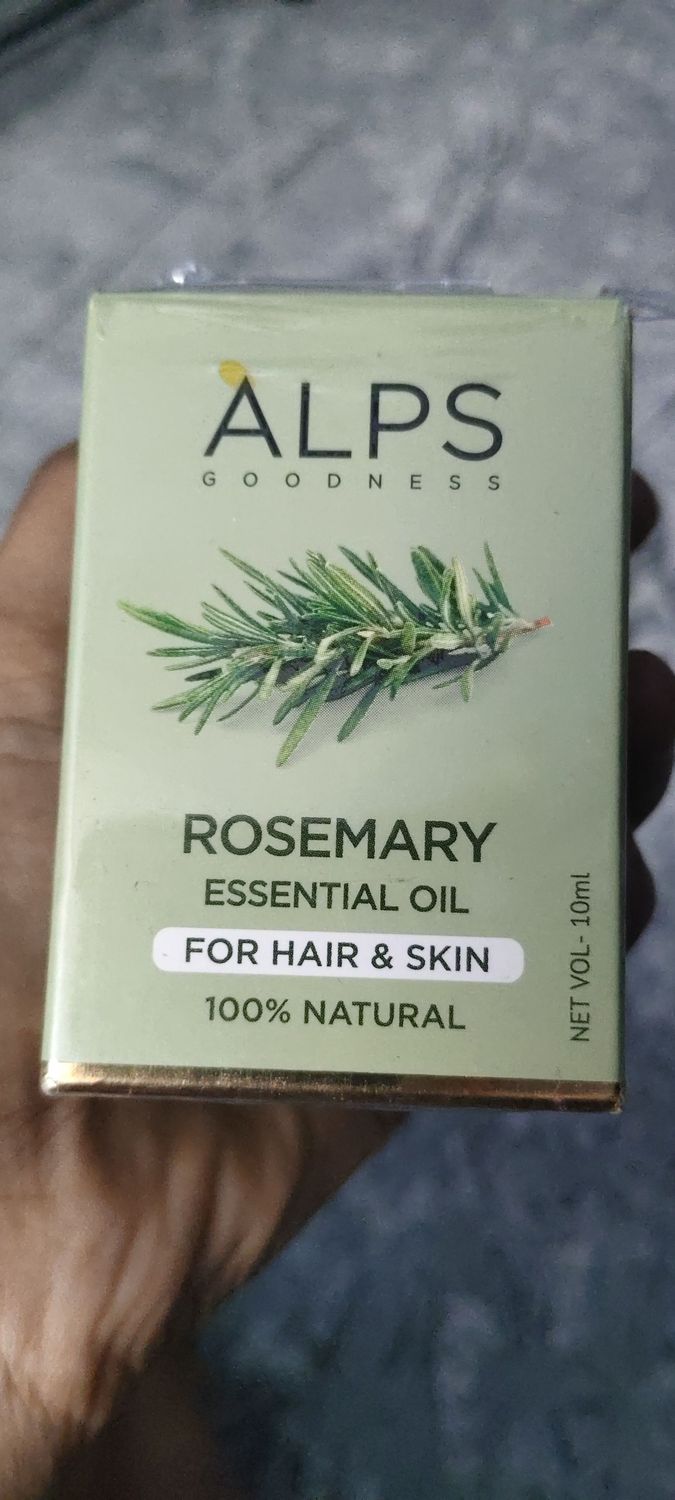 ALPS
GOODNESS
ROSEMARY
ESSENTIAL OIL
FOR HAIR & SKIN
100% NATURAL
NET VOL- 10ml